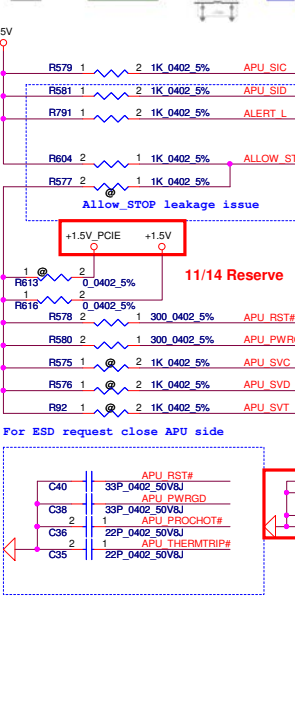 5V
R579 1 2 1K_0402_5% APU_SIC
R581 1 2 1K_0402_5% APU_SID
R791 1 2 1K_0402_5% ALERT_L
R604 2 1 1K_0402_5% ALLOW_ST
R577 2 1 1K_0402_5%
@
Allow_STOP leakage issue
+1.5V_PCIE +1.5V
11/14 Reserve
1 @ 2
R613 0_0402_5%
1 2
R616 0_0402_5%
R578 2 1 300_0402_5% APU_RST#
R580 2 1 300_0402_5% APU_PWR
R575 1 @ 2 1K_0402_5% APU_SVC
R576 1 @ 2 1K_0402_5% APU_SVD
R92 1 @ 2 1K_0402_5% APU_SVT
For ESD request close APU side
APU_RST#
C40 33P_0402_50V8J
APU_PWRGD
C38 33P_0402_50V8J
2 1 APU_PROCHOT#
C36 22P_0402_50V8J
2 1 APU_THERMTRIP#
C35 22P_0402_50V8J